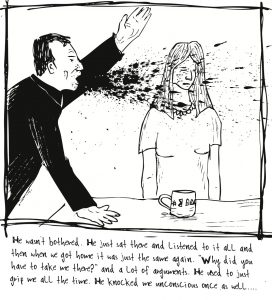 He wasn't bothered. He just sat there and listened to it all and
then when we got home it was just the same again. "Why did you
have to take me there?" and a lot of arguments. He used to just
grip me all the time. He knocked me unconscious once as well....